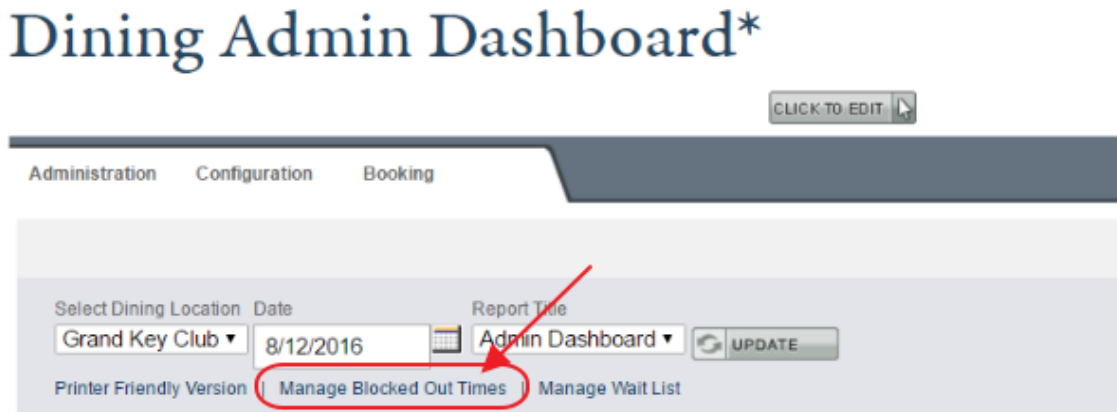 Dining Admin Dashboard*
CLICK TO EDIT
Administration Configuration Booking
Select Dining Location Date Report Title
Grand Key Club 8/12/2016 Admin Dashboard UPDATE
Printer Friendly Version | Manage Blocked Out Times | Manage Wait List